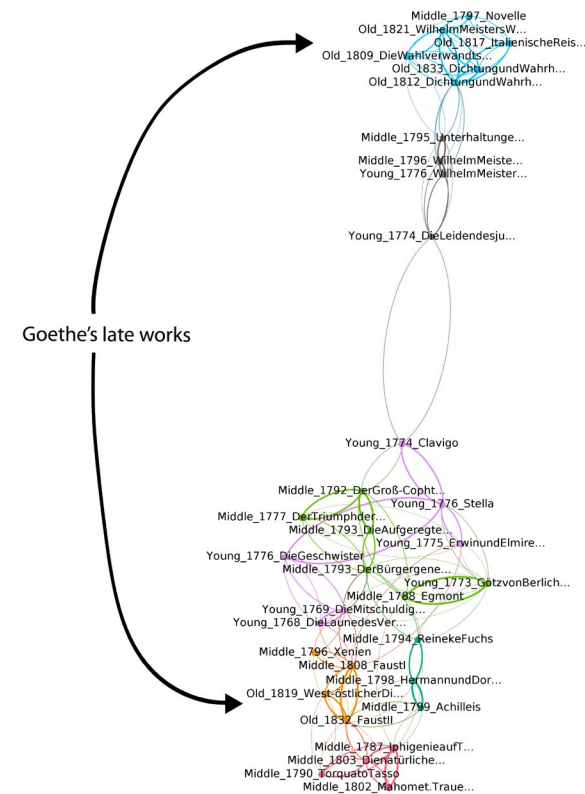 Middle_1797_Novelle
Old_1821_WilhelmMeistersW...
Old_1817_ItalienischeReis...
Old_1809_DieWahlverwandts...
Old_1833_DichtungundWahrh...
Old_1812_DichtungundWahrh...
Middle_1795_Unterhaltunge...
Middle_1796_WilhelmMeiste...
Young_1776_WilhelmMeister...
Young_1774_DieLeidendesju...
Goethe's late works
Young_1774_Clavigo
Middle_1792_DerGroß-Copht...
Young_1776_Stella
Middle_1777_DerTriumphder...
Middle_1793_DieAufgeregte...
Young_1775_ErwinundElmire...
Young_1776_DieGeschwister
Middle_1793_DerBürgergene...
Young_1773_GötzvonBerlich...
Middle_1788_Egmont
Young_1769_DieMitschuldig...
Young_1768_DieLaunedesVer...
Middle_1794_ReinekeFuchs
Middle_1796_Xenien
Middle_1808_FaustI
Middle_1798_HermannundDor...
Old_1819_West-östlicherDi...
Middle_1799_Achilleis
Old_1832_FaustII
Middle_1787_IphigenieaufT...
Middle_1803_Dienatürliche...
Middle_1790_TorquatoTasso
Middle_1802_Mahomet.Traue...